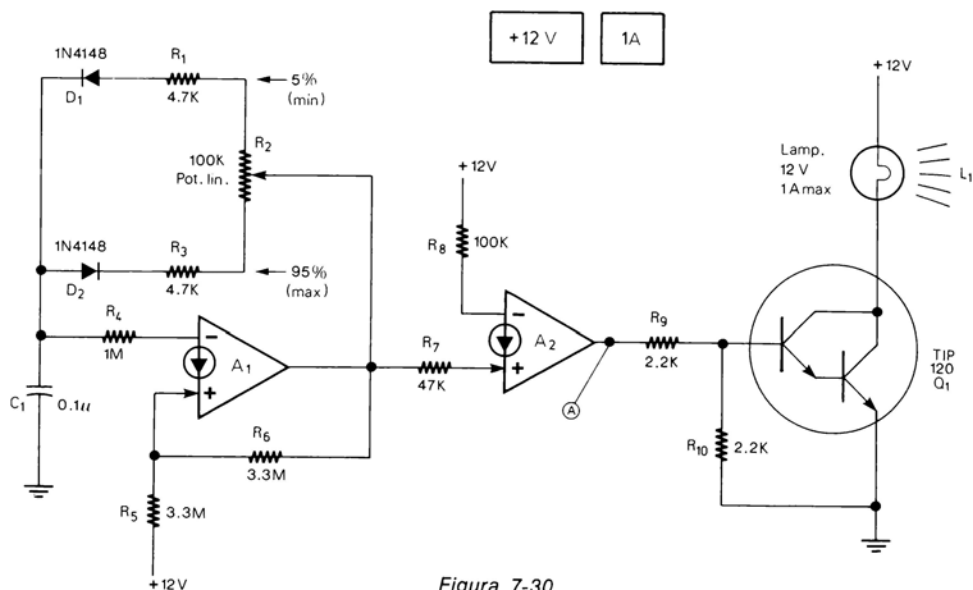 +12 V
1A
1N4148
D1
R1
4.7K
5%
(min)
R2
100K
Pot. lin.
1N4148
D2
R3
4.7K
95%
(max)
R4
1M
C1
0.1u
−
A1
+
R6
3.3M
R5
3.3M
+12V
R7
47K
+12V
R8
100K
−
A2
+
A
R9
2.2K
R10
2.2K
+12V
Lamp.
12 V
1A max
L1
TIP
120
Q1
Figura 7-30